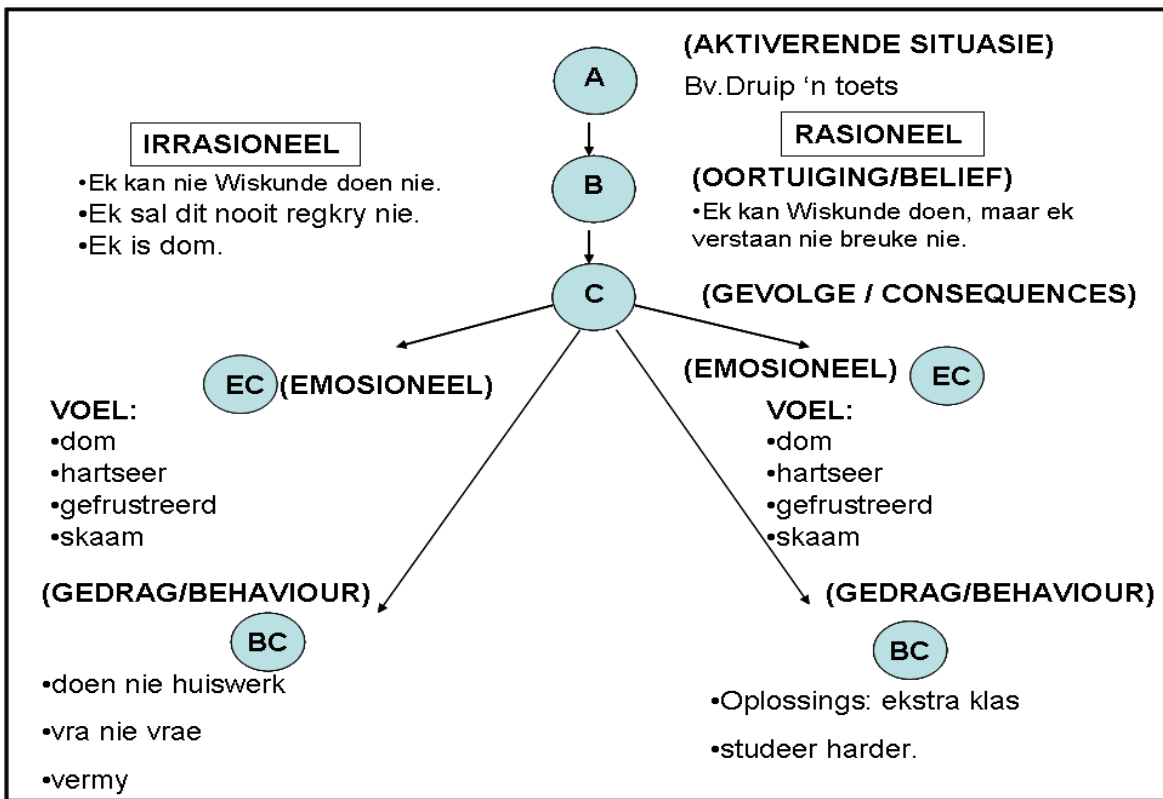 (AKTIVERENDE SITUASIE)
A
Bv.Druip ‘n toets
IRRASIONEEL
RASIONEEL
•Ek kan nie Wiskunde doen nie.
•Ek sal dit nooit regkry nie.
•Ek is dom.
B
(OORTUIGING/BELIEF)
•Ek kan Wiskunde doen, maar ek
verstaan nie breuke nie.
C
(GEVOLGE / CONSEQUENCES)
EC (EMOSIONEEL)
VOEL:
•dom
•hartseer
•gefrustreerd
•skaam
(EMOSIONEEL) EC
VOEL:
•dom
•hartseer
•gefrustreerd
•skaam
(GEDRAG/BEHAVIOUR)
BC
•doen nie huiswerk
•vra nie vrae
•vermy
(GEDRAG/BEHAVIOUR)
BC
•Oplossings: ekstra klas
•studeer harder.